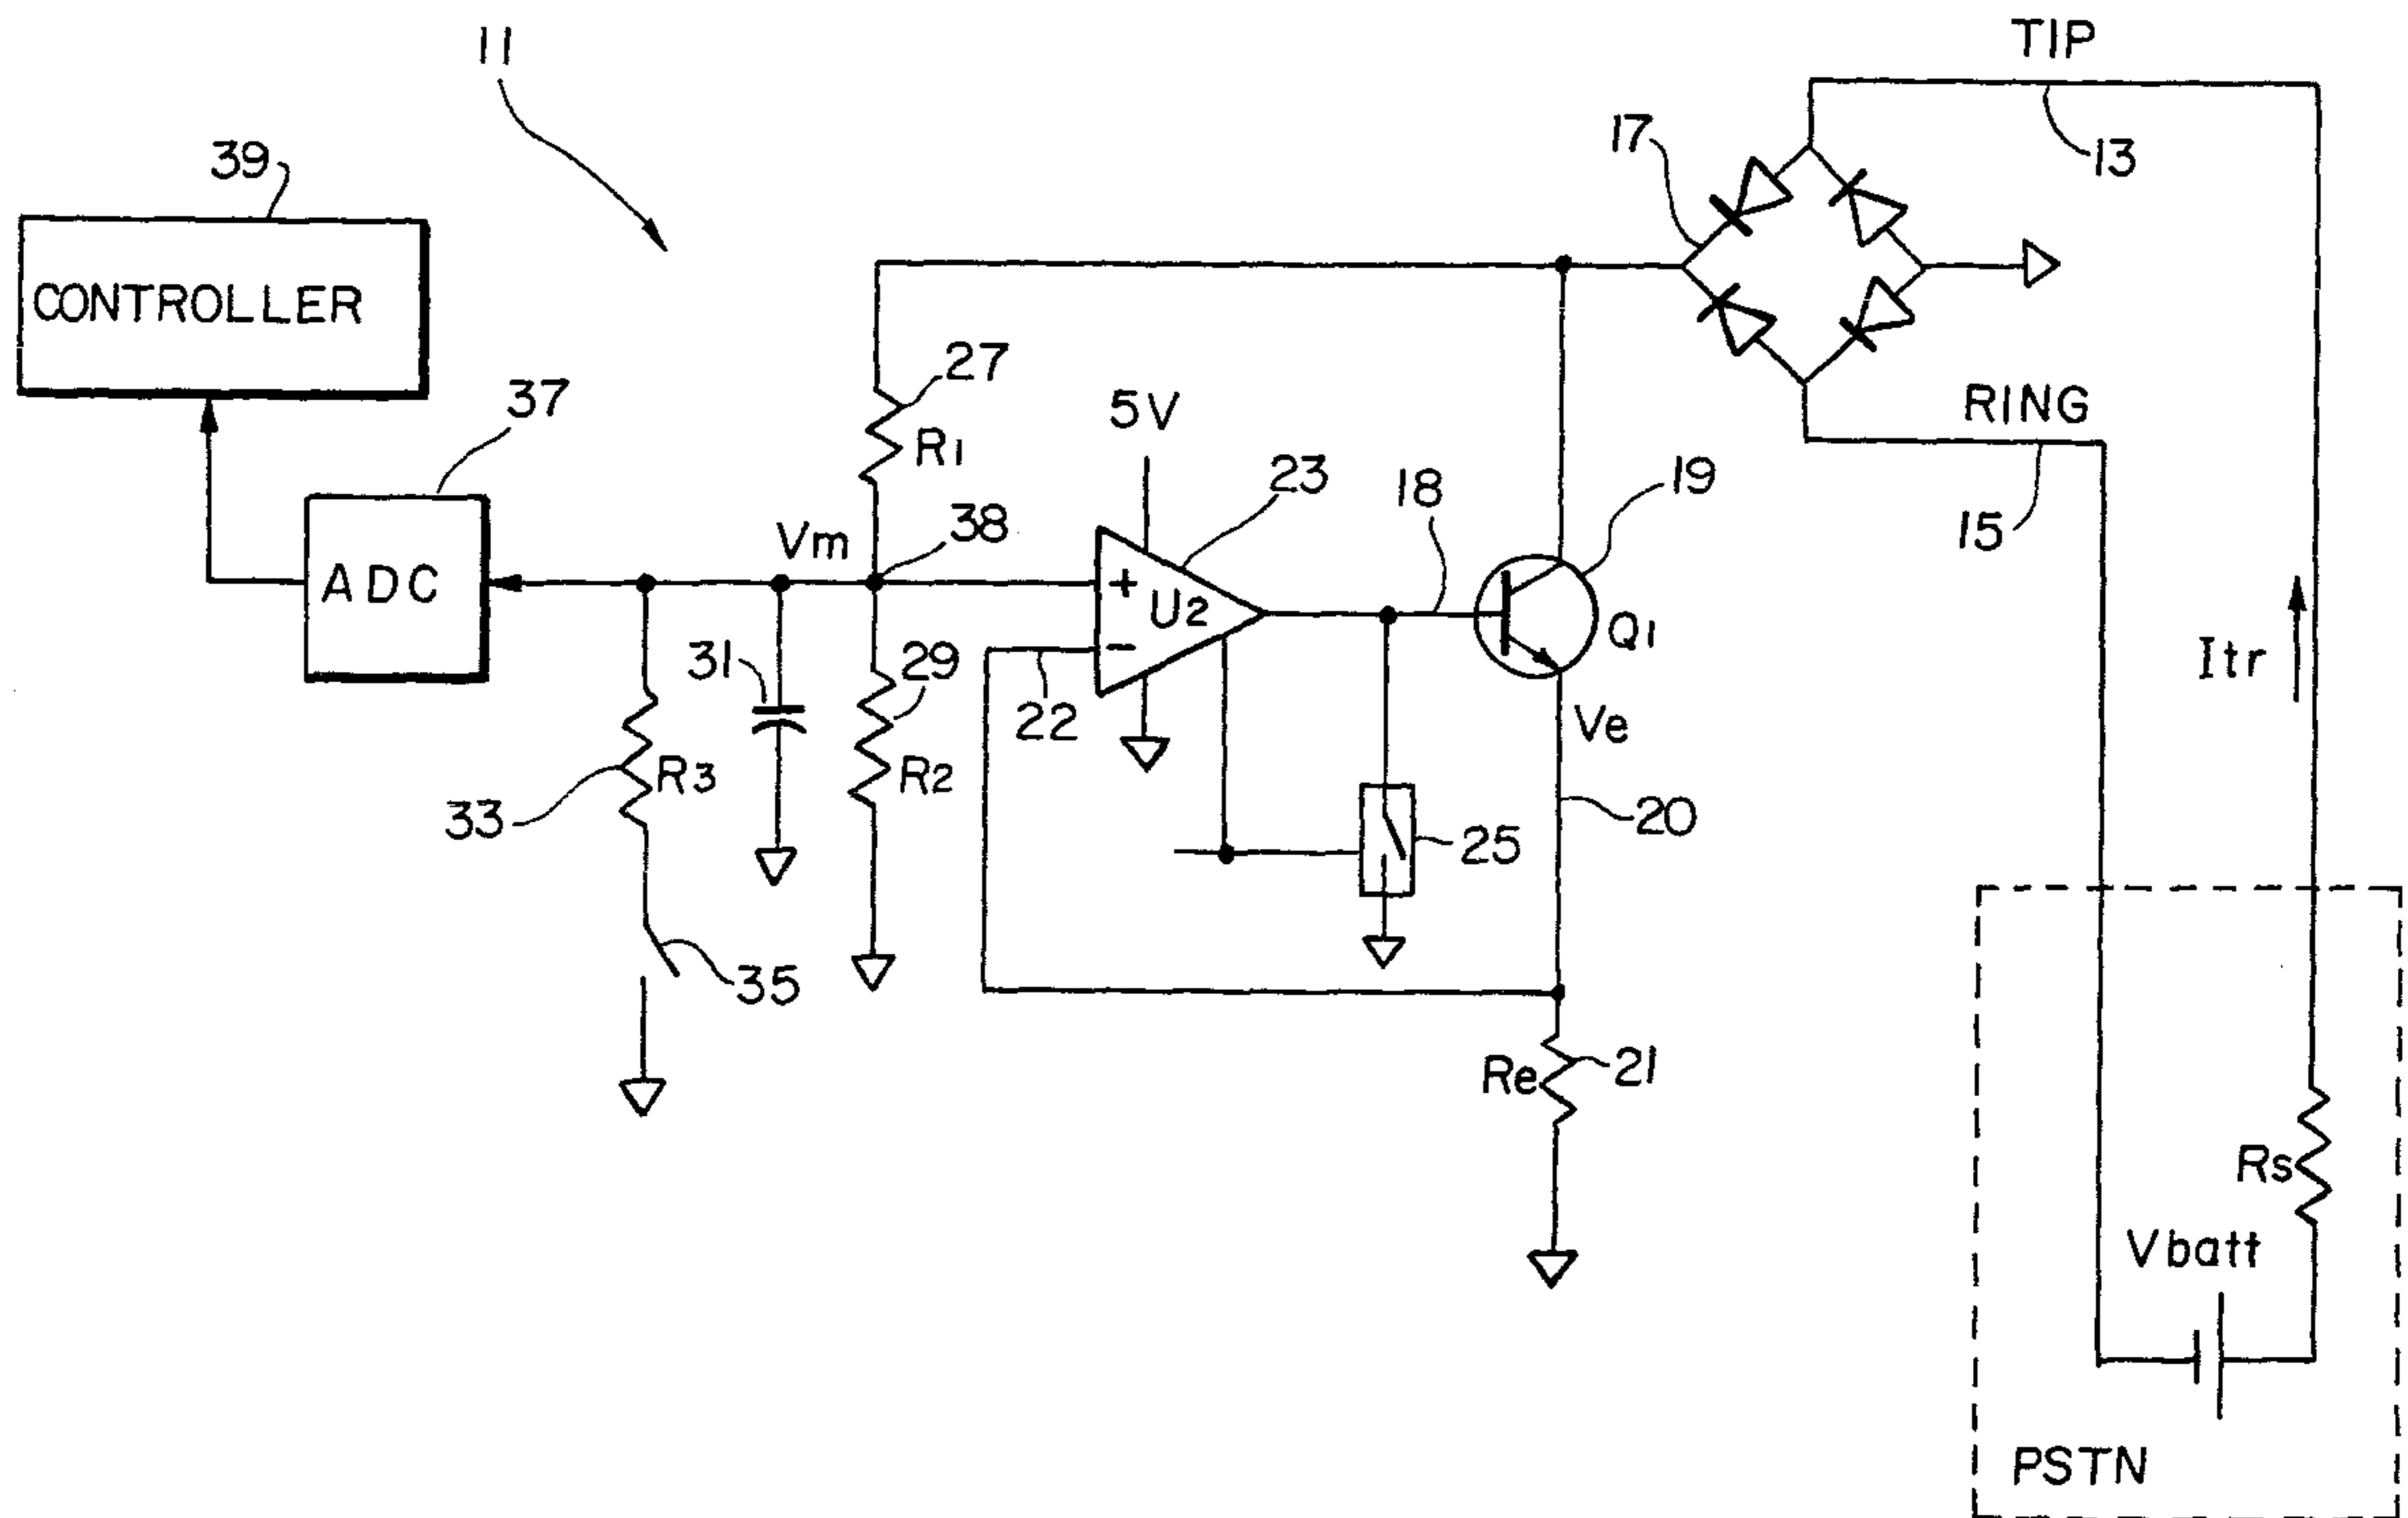 TIP
11
17
13
39
CONTROLLER
27
RING
37
5V
R1
23
18
19
15
38
Vm
ADC
+
U2
-
Q1
31
29
22
Itr
Ve
R3
R2
33
20
25
35
Re
21
Rs
Vbatt
PSTN